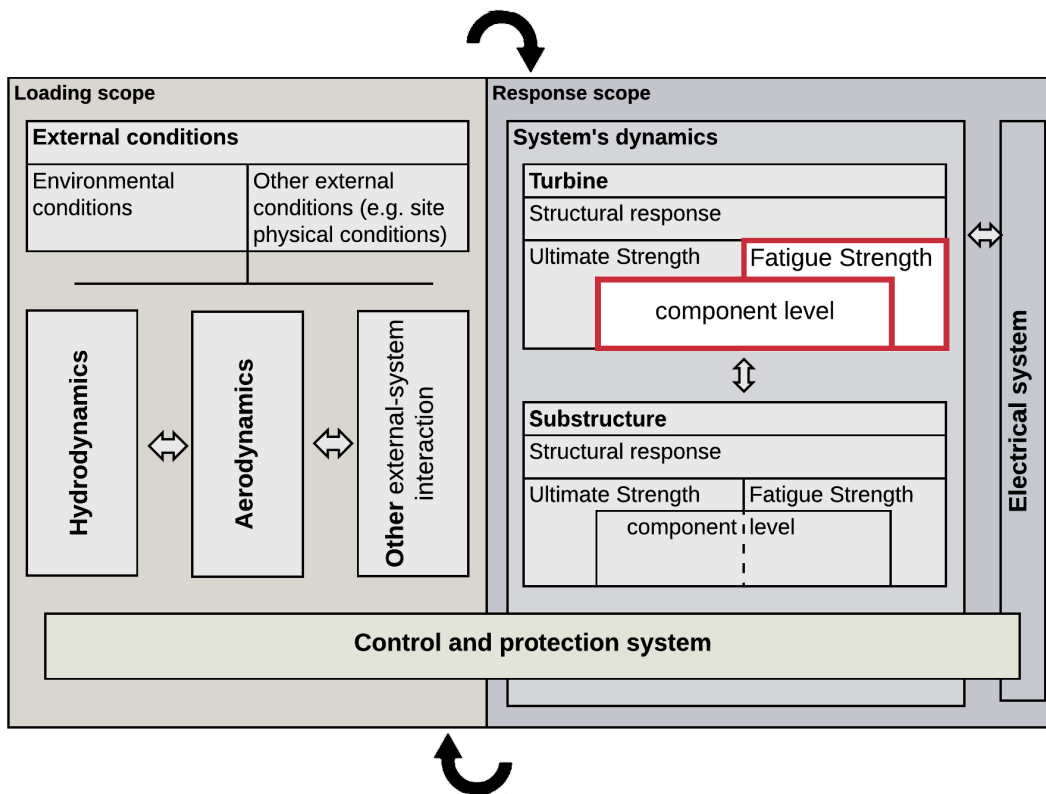 Loading scope
Response scope
External conditions
Environmental
conditions
Other external
conditions (e.g. site
physical conditions)
Hydrodynamics
Aerodynamics
Other external-system
interaction
System's dynamics
Turbine
Structural response
Ultimate Strength
Fatigue Strength
component level
Substructure
Structural response
Ultimate Strength
Fatigue Strength
component level
Electrical system
Control and protection system